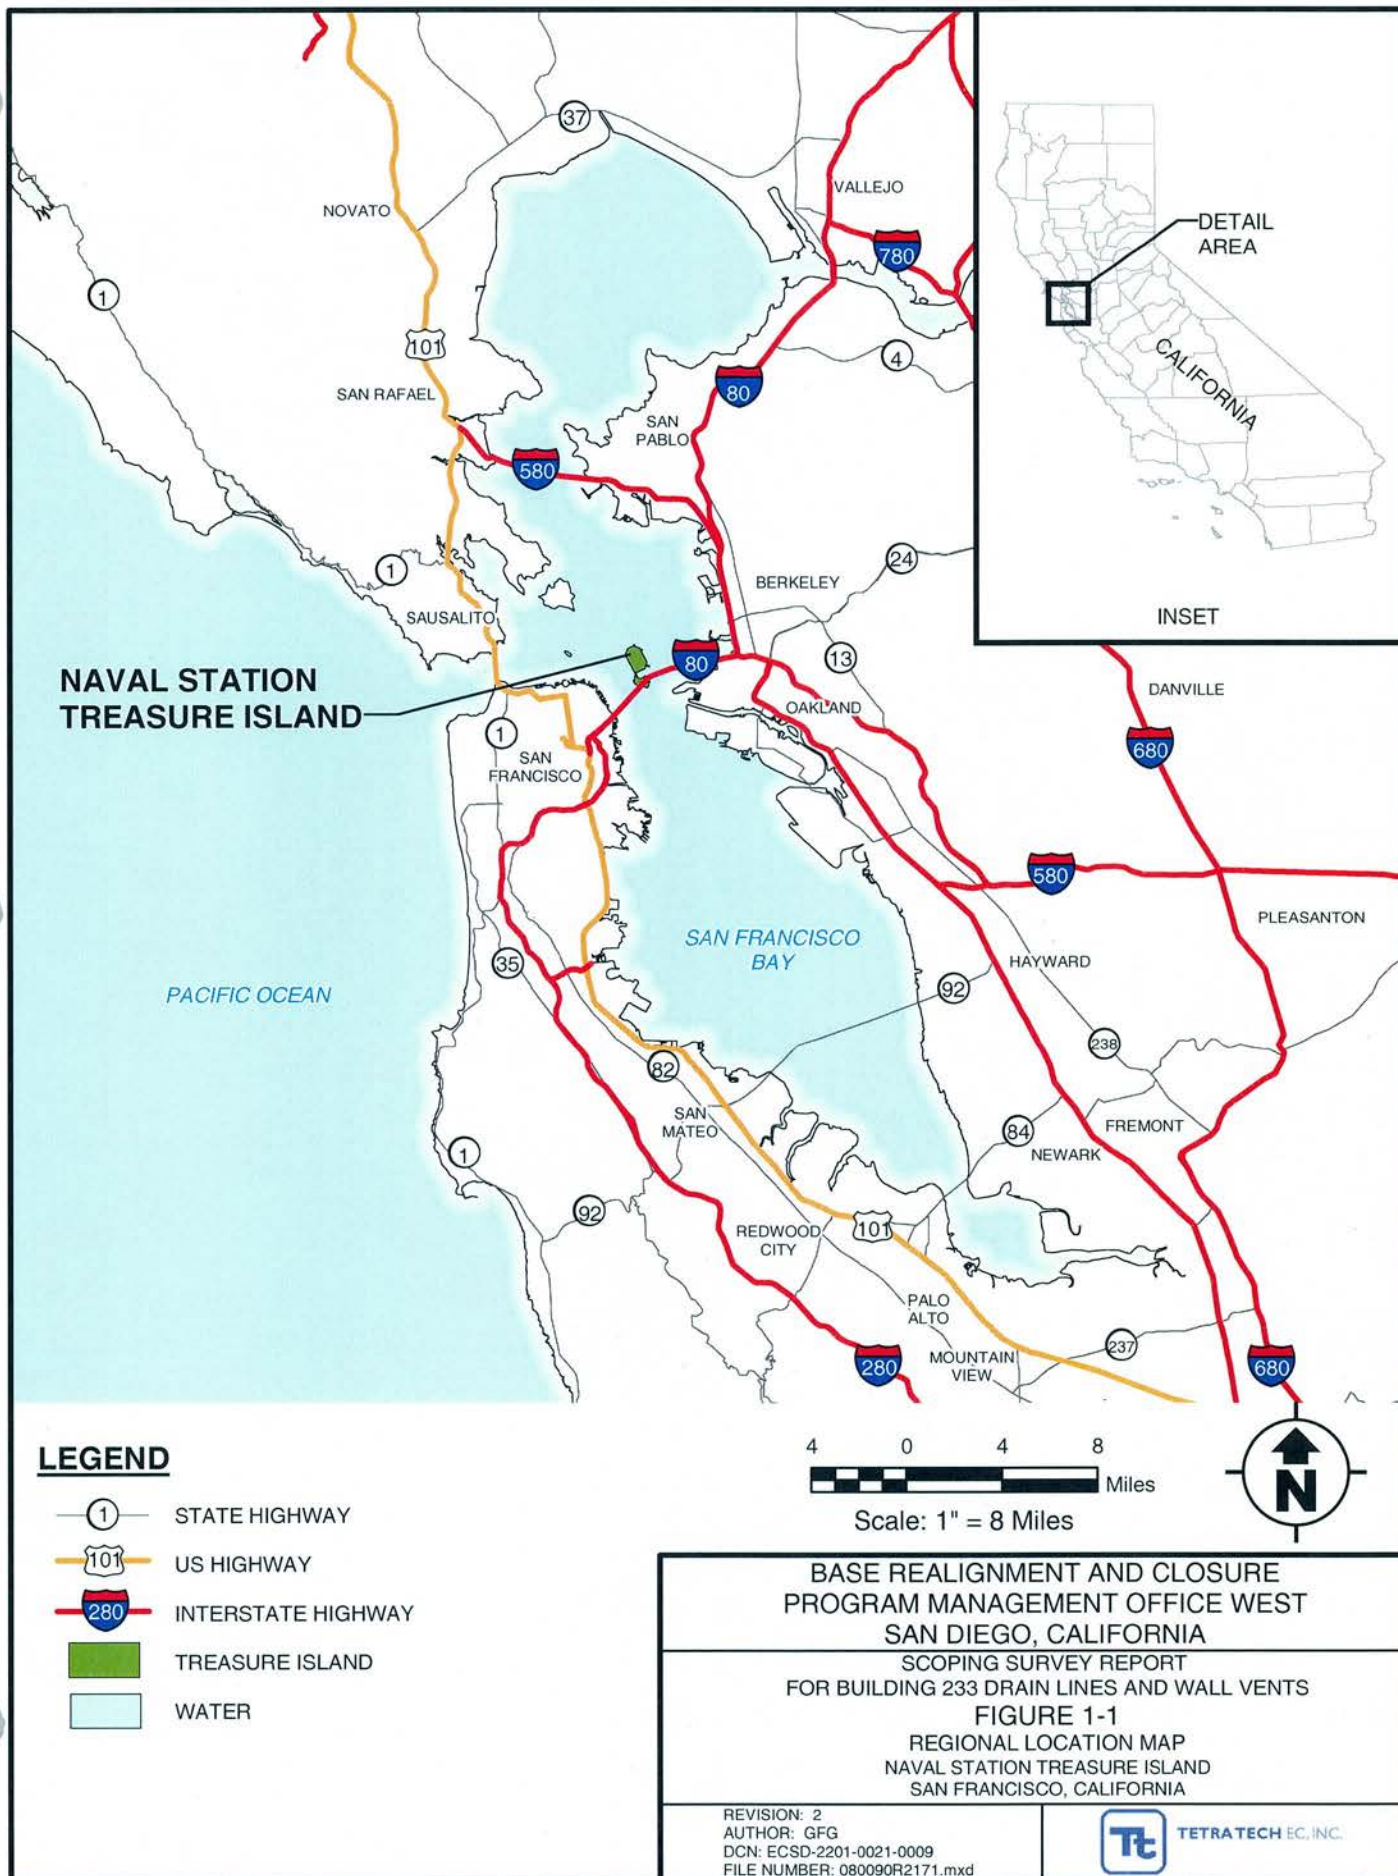 37
NOVATO
VALLEJO
1
780
DETAIL
AREA
101
4
CALIFORNIA
SAN RAFAEL
80
SAN
PABLO
580
24
1
BERKELEY
SAUSALITO
INSET
80
13
NAVAL STATION
TREASURE ISLAND
DANVILLE
OAKLAND
1
680
SAN
FRANCISCO
580
PLEASANTON
SAN FRANCISCO
BAY
35
HAYWARD
PACIFIC OCEAN
92
238
82
SAN
MATEO
84
FREMONT
1
NEWARK
92
REDWOOD
CITY
101
PALO
ALTO
237
280
MOUNTAIN
VIEW
680
LEGEND
1 STATE HIGHWAY
101 US HIGHWAY
280 INTERSTATE HIGHWAY
TREASURE ISLAND
WATER
4 0 4 8
Miles
Scale: 1" = 8 Miles
N
BASE REALIGNMENT AND CLOSURE
PROGRAM MANAGEMENT OFFICE WEST
SAN DIEGO, CALIFORNIA
SCOPING SURVEY REPORT
FOR BUILDING 233 DRAIN LINES AND WALL VENTS
FIGURE 1-1
REGIONAL LOCATION MAP
NAVAL STATION TREASURE ISLAND
SAN FRANCISCO, CALIFORNIA
REVISION: 2
AUTHOR: GFG
DCN: ECSD-2201-0021-0009
FILE NUMBER: 080090R2171.mxd
Tt
TETRA TECH EC, INC.